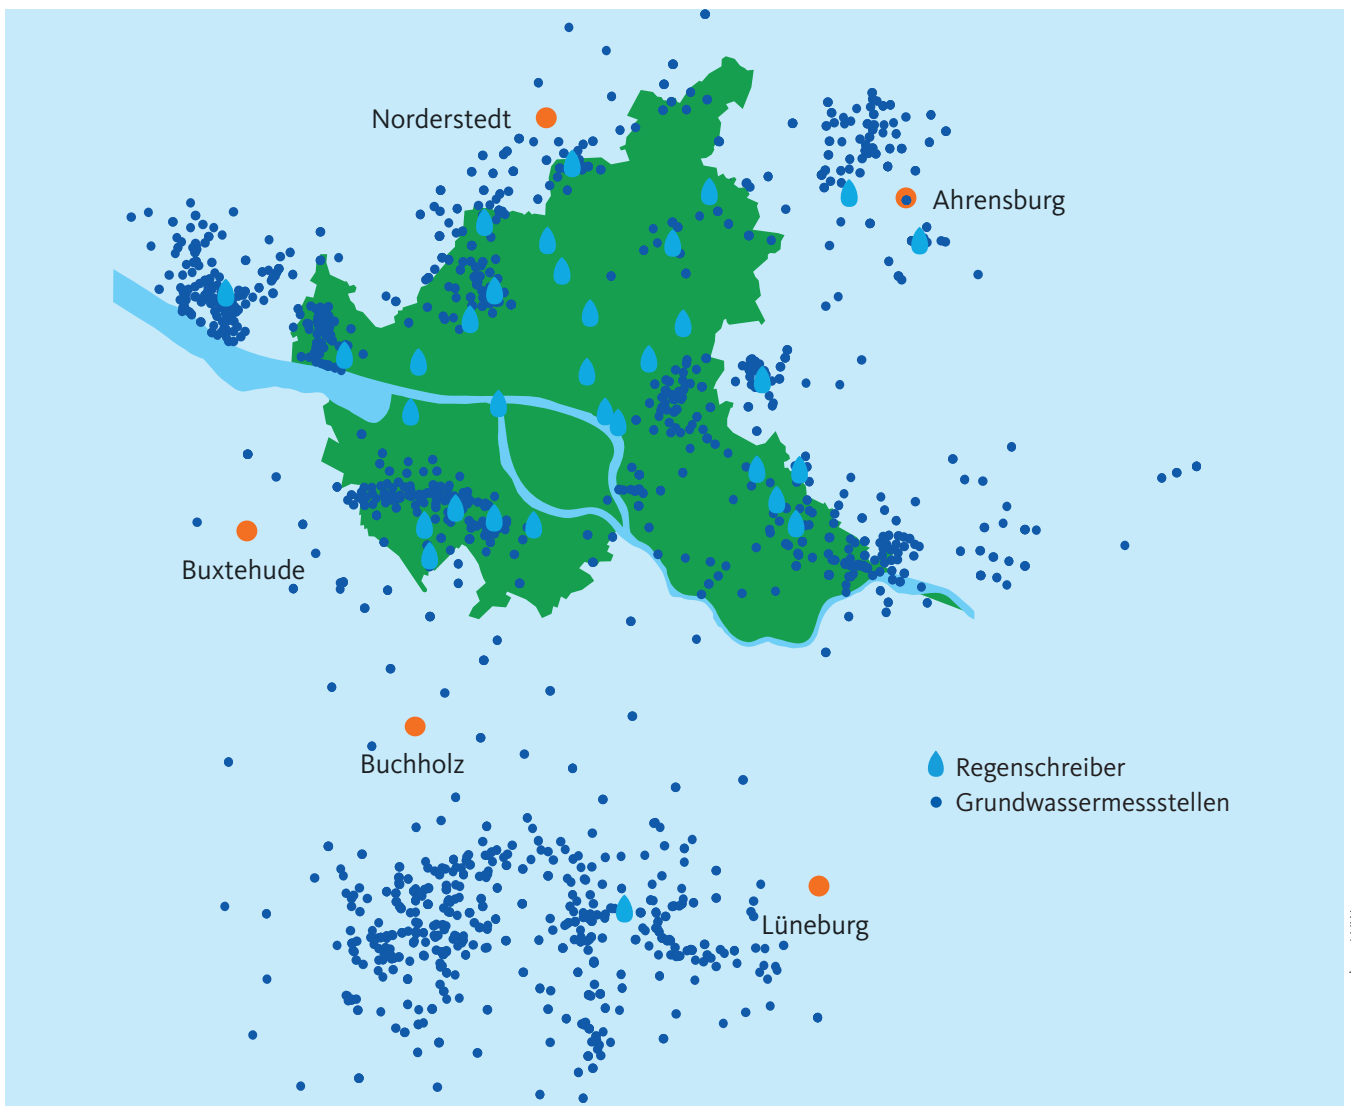 Norderstedt
Ahrensburg
Buxtehude
Buchholz
Regenschreiber
Grundwassermessstellen
Lüneburg